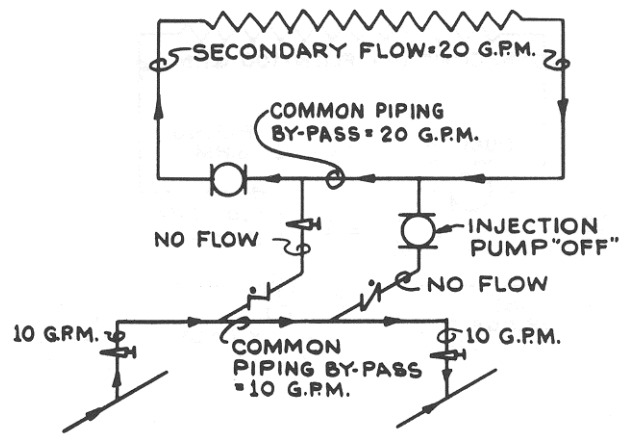 SECONDARY FLOW=20 G.P.M.
COMMON PIPING
BY-PASS=20 G.P.M.
NO FLOW
INJECTION
PUMP "OFF"
NO FLOW
10 G.P.M.
10 G.P.M.
COMMON
PIPING BY-PASS
=10 G.P.M.